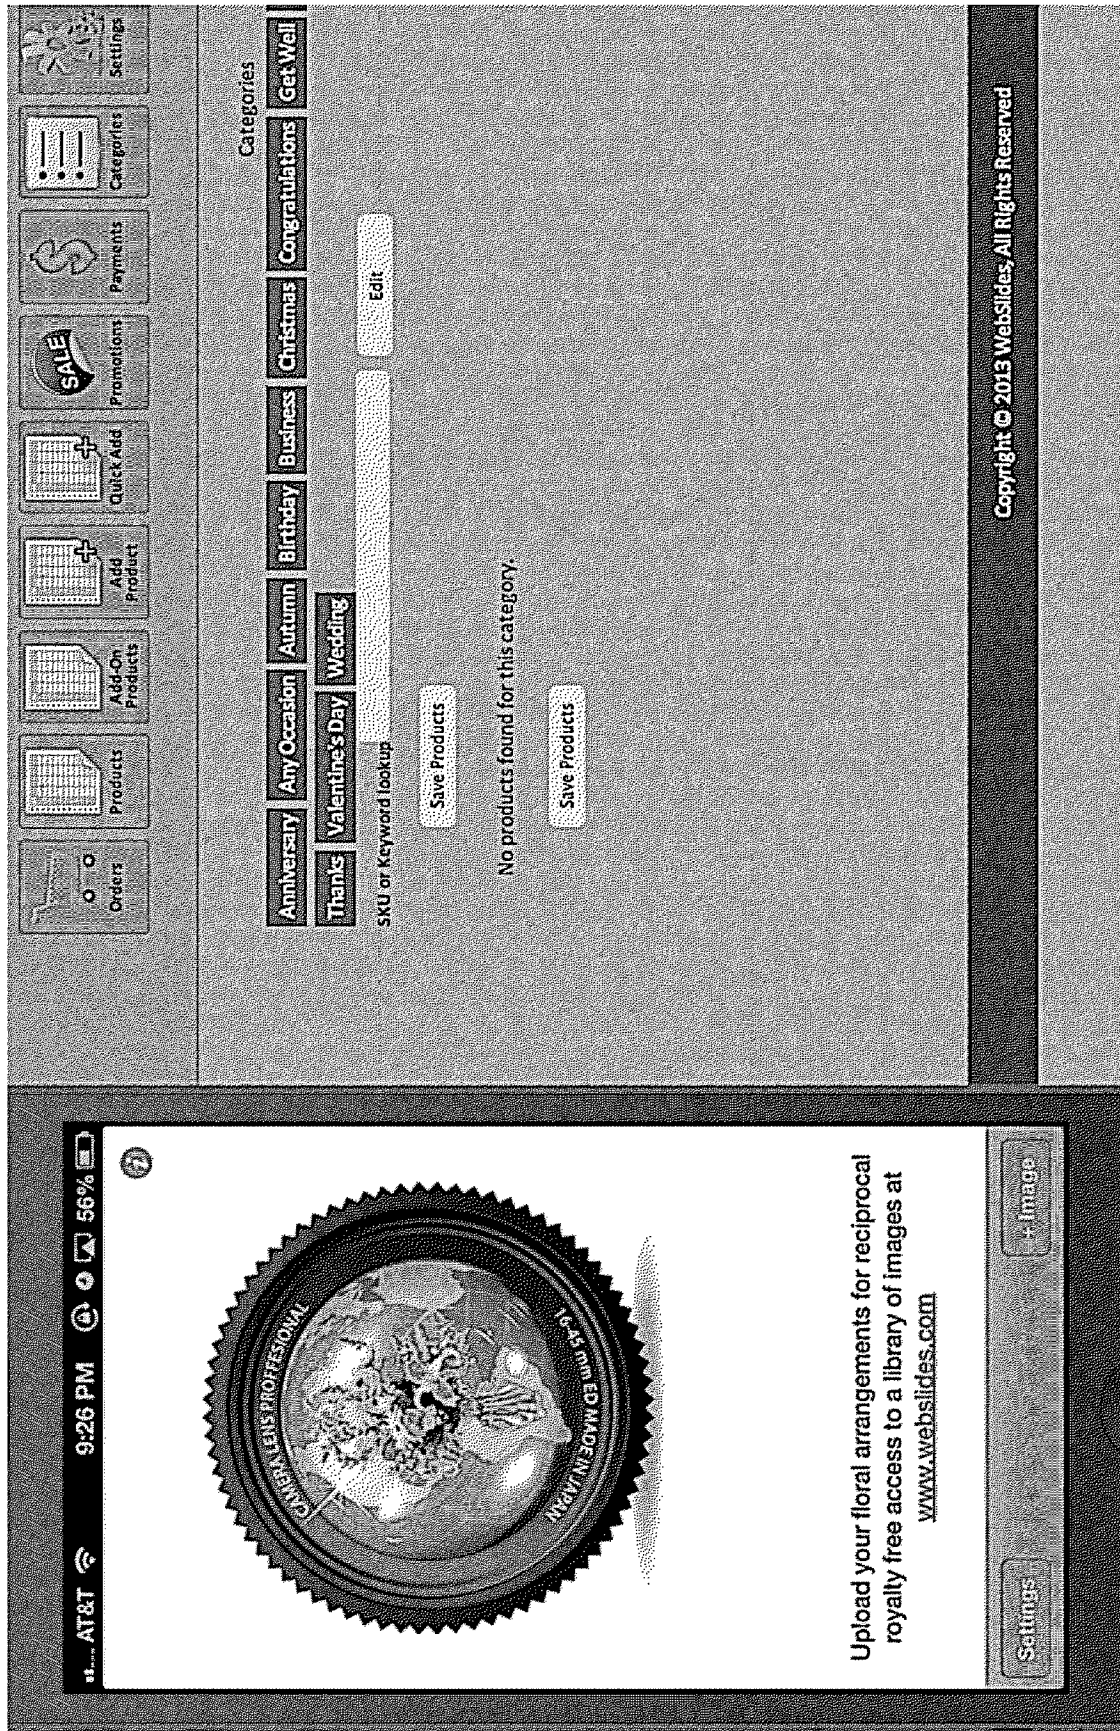 AT&T 9:26 PM 56%
?
CAMERA LENS PROFFESIONAL
16-45 mm ED MADE IN JAPAN
Upload your floral arrangements for reciprocal
royalty free access to a library of images at
www.webslides.com
Settings + Image
Orders Products Add-On Products Add Product Quick Add Promotions Payments Categories Settings
SALE
Categories
Anniversary Any Occasion Autumn Birthday Business Christmas Congratulations Get Well
Thanks Valentine's Day Wedding
SKU or Keyword lookup Edit
Save Products
No products found for this category.
Save Products
Copyright © 2013 WebSlides, All Rights Reserved